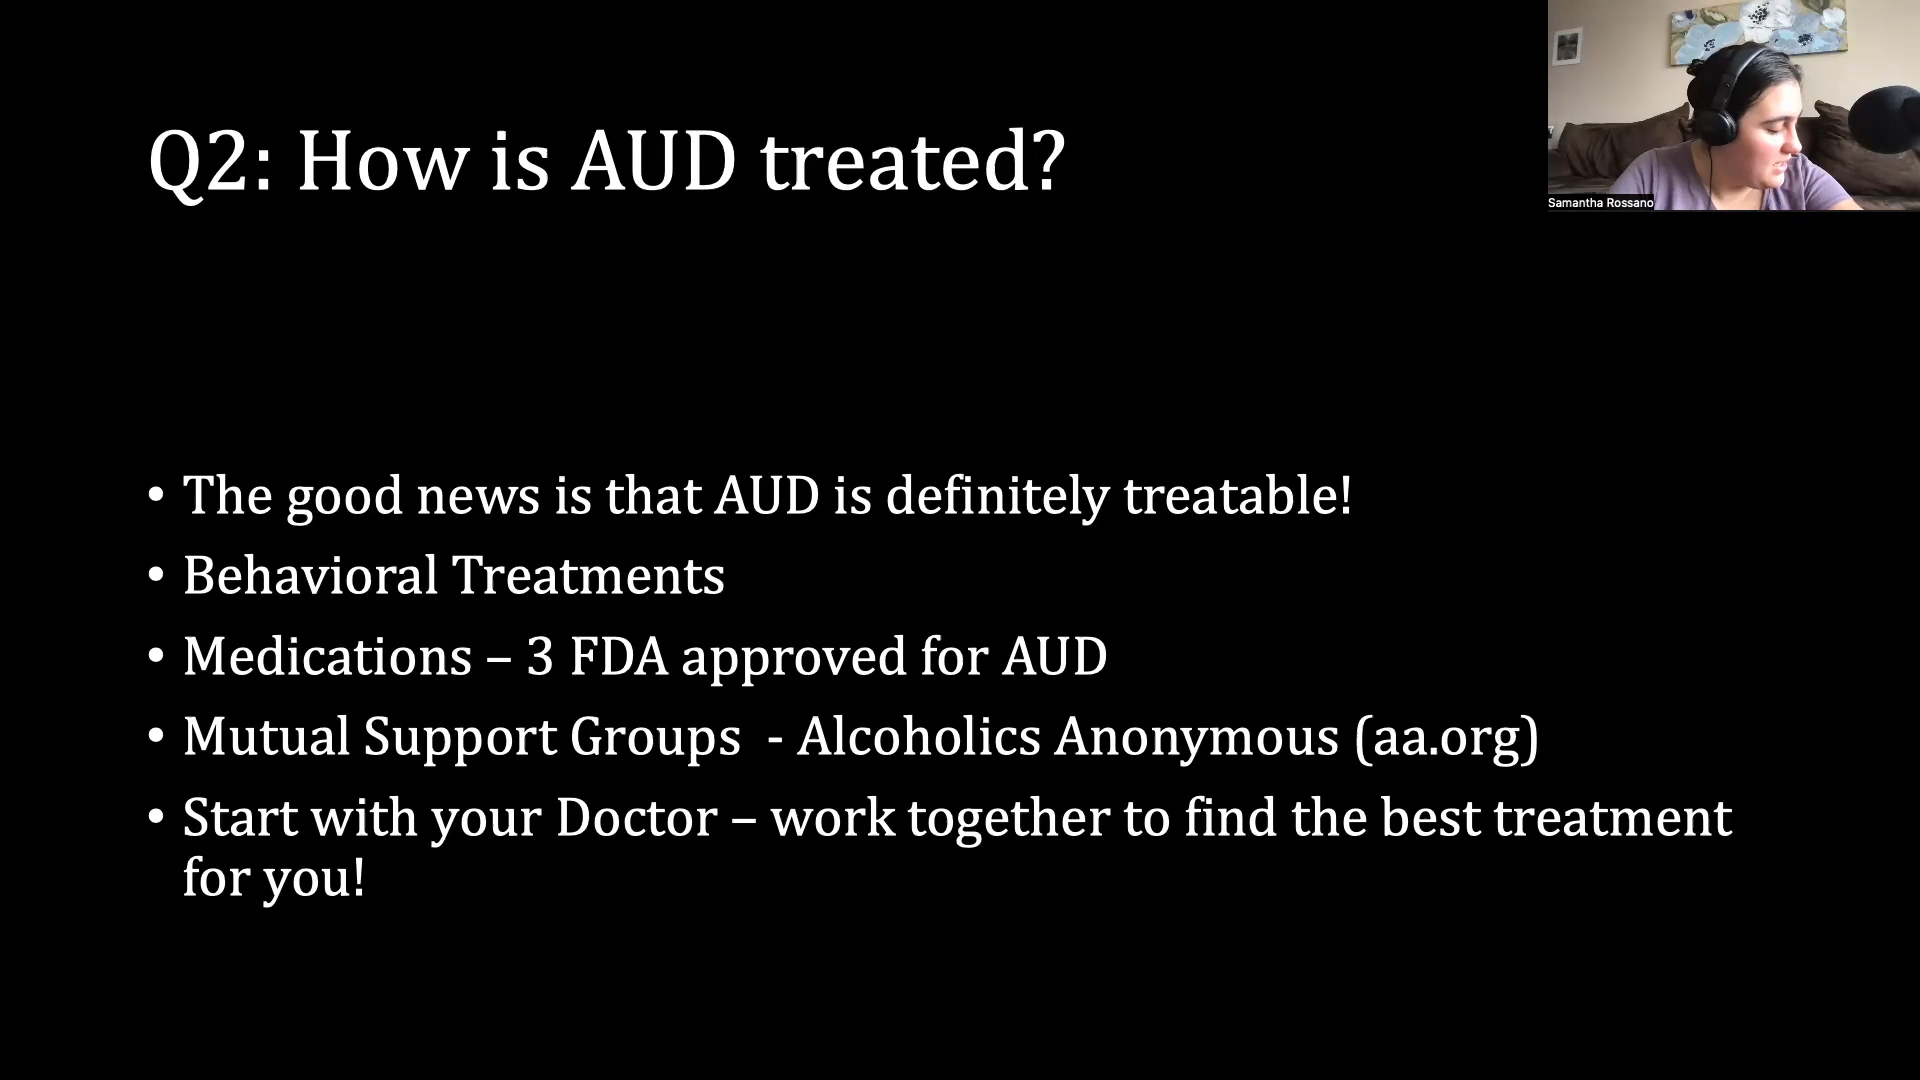 Q2: How is AUD treated?
Samantha Rossano
• The good news is that AUD is definitely treatable!
• Behavioral Treatments
• Medications – 3 FDA approved for AUD
• Mutual Support Groups  - Alcoholics Anonymous (aa.org)
• Start with your Doctor – work together to find the best treatment
for you!